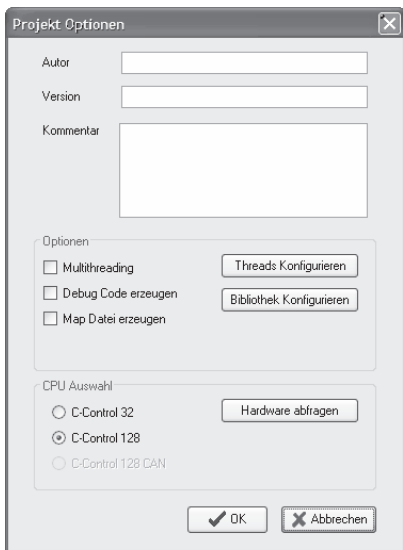 Projekt Optionen
Autor
Version
Kommentar
Optionen
Multithreading
Threads Konfigurieren
Debug Code erzeugen
Bibliothek Konfigurieren
Map Datei erzeugen
CPU Auswahl
C-Control 32
Hardware abfragen
C-Control 128
C-Control 128 CAN
OK
Abbrechen